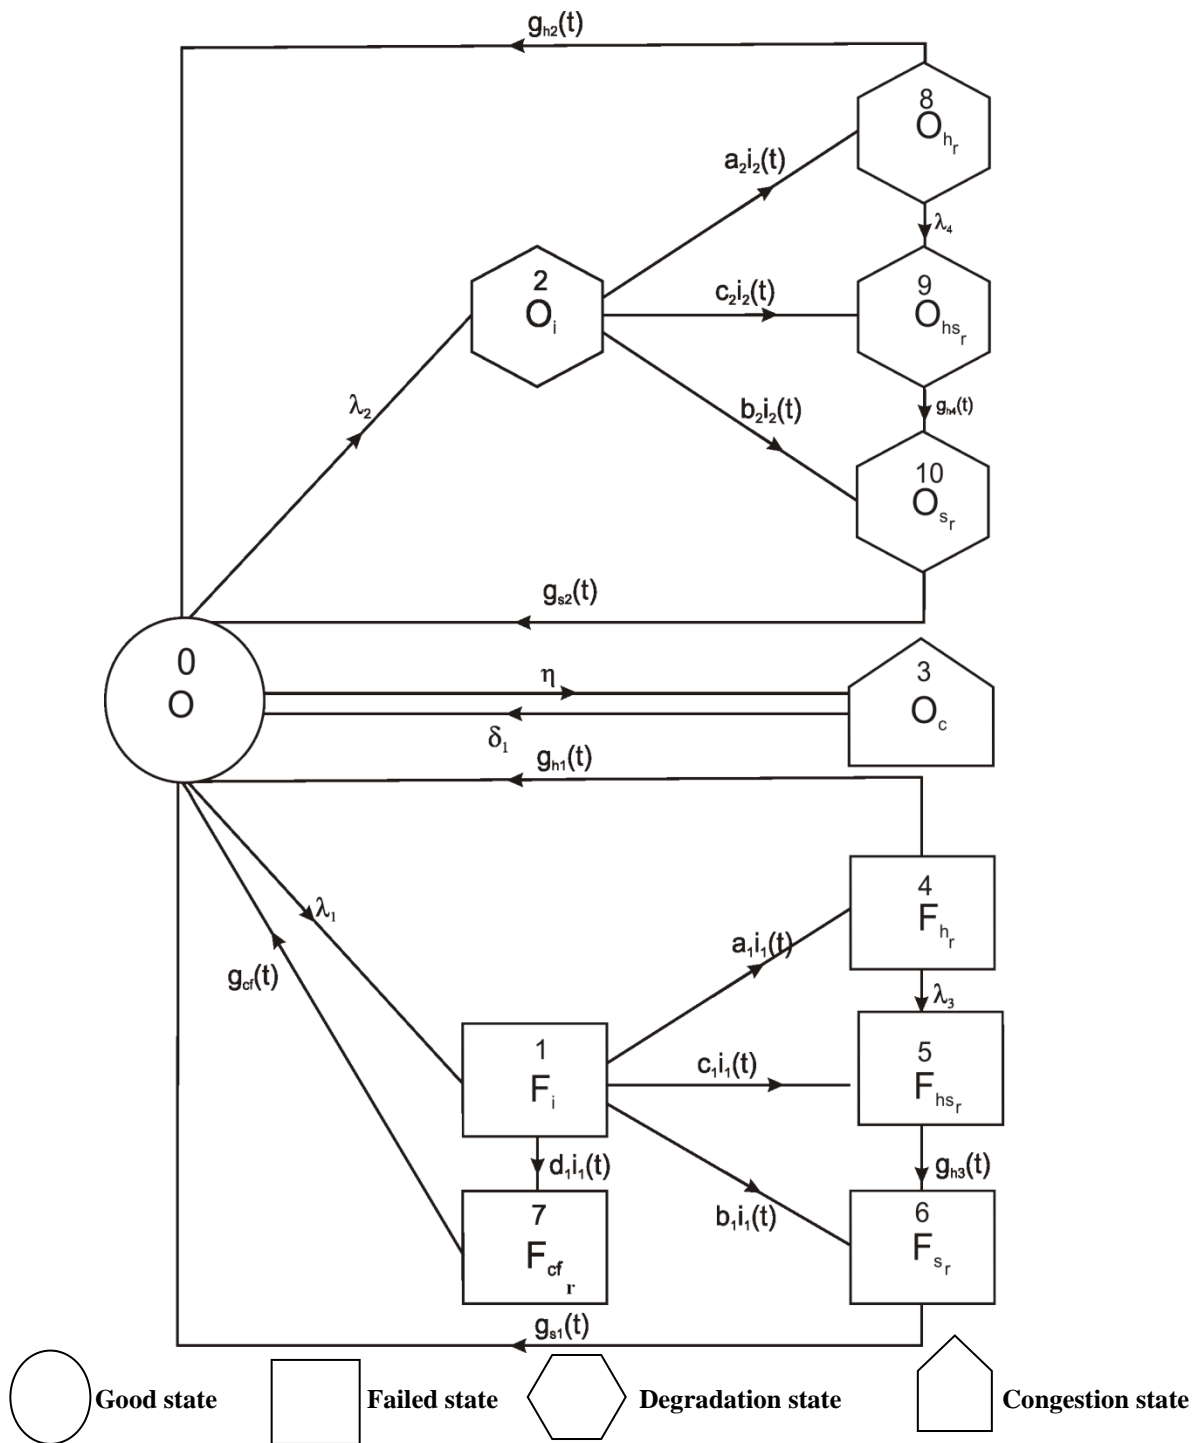 gh2(t)
8
Ohr
a2i2(t)
λ4
2
Oi
c2i2(t)
9
Ohsr
λ2
b2i2(t)
gh4(t)
10
Osr
gs2(t)
0
O
η
3
Oc
δ1
gh1(t)
λ1
4
Fhr
a1i1(t)
gcf(t)
λ3
1
Fi
c1i1(t)
5
Fhsr
d1i1(t)
gh3(t)
7
Fcfr
b1i1(t)
6
Fsr
gs1(t)
Good state
Failed state
Degradation state
Congestion state